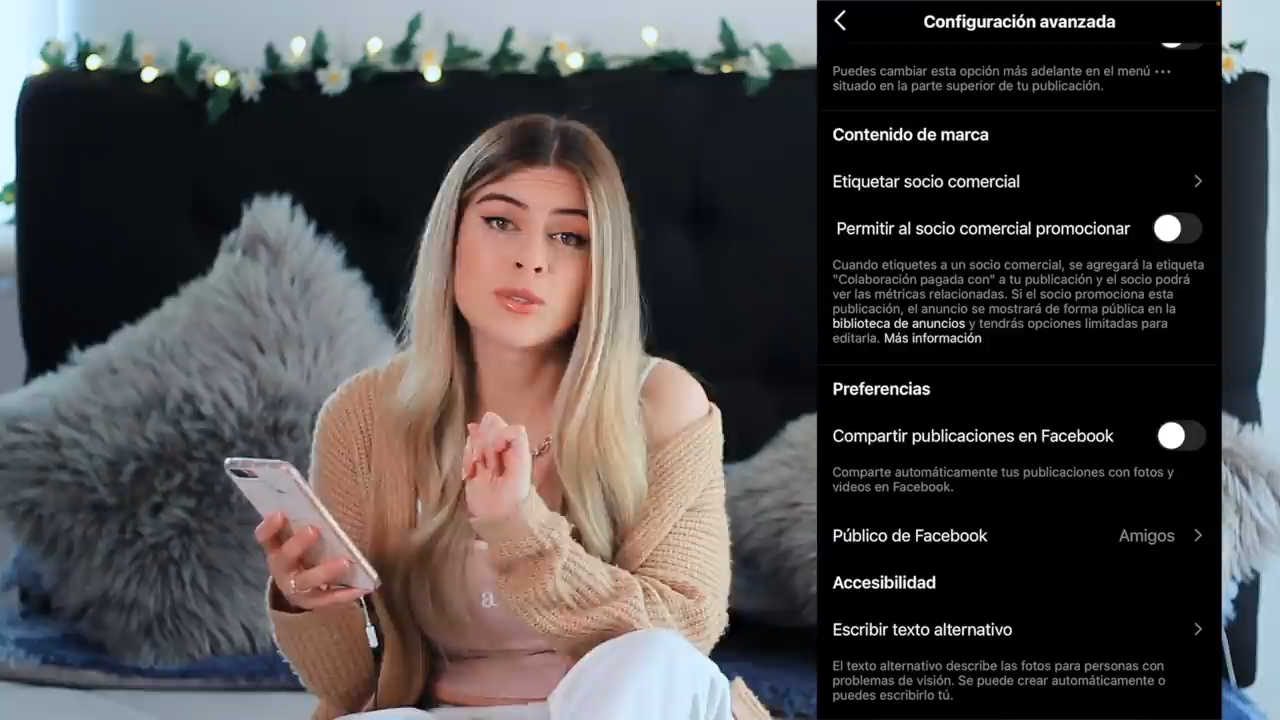 Configuración avanzada
Puedes cambiar esta opción más adelante en el menú ···
situado en la parte superior de tu publicación.
Contenido de marca
Etiquetar socio comercial
Permitir al socio comercial promocionar
Cuando etiquetes a un socio comercial, se agregará la etiqueta
"Colaboración pagada con" a tu publicación y el socio podrá
ver las métricas relacionadas. Si el socio promociona esta
publicación, el anuncio se mostrará de forma pública en la
biblioteca de anuncios y tendrás opciones limitadas para
editarla. Más información
Preferencias
Compartir publicaciones en Facebook
Comparte automáticamente tus publicaciones con fotos y
videos en Facebook.
Público de Facebook
Amigos
Accesibilidad
Escribir texto alternativo
El texto alternativo describe las fotos para personas con
problemas de visión. Se puede crear automáticamente o
puedes escribirlo tú.
a